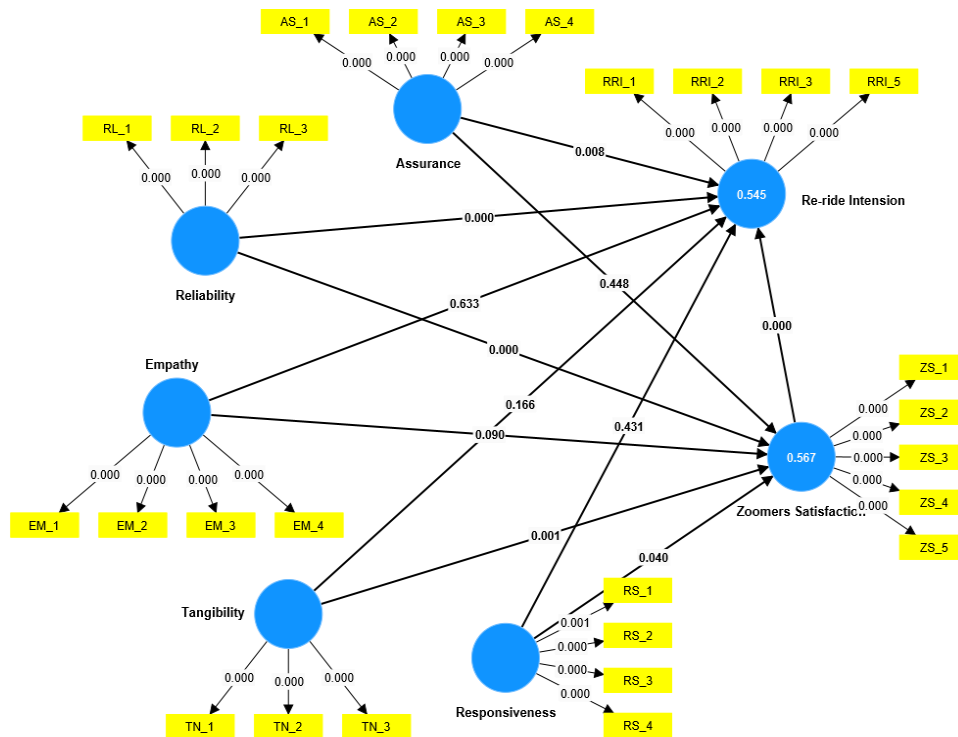 AS_1 AS_2 AS_3 AS_4
0.000 0.000 0.000 0.000
Assurance
RRI_1 RRI_2 RRI_3 RRI_5
0.000 0.000 0.000 0.000
0.545
Re-ride Intension
RL_1 RL_2 RL_3
0.000 0.000 0.000
Reliability
0.008
0.000
0.448
0.633
0.000
0.000
0.166
0.090
0.431
0.001
0.040
Empathy
0.000 0.000 0.000 0.000
EM_1 EM_2 EM_3 EM_4
0.567
ZS_1
0.000
ZS_2
0.000
ZS_3
0.000
ZS_4
0.000
ZS_5
0.000
Zoomers Satisfactio..
Tangibility
0.000 0.000 0.000
TN_1 TN_2 TN_3
RS_1
0.001
RS_2
0.000
RS_3
0.000
RS_4
0.000
Responsiveness